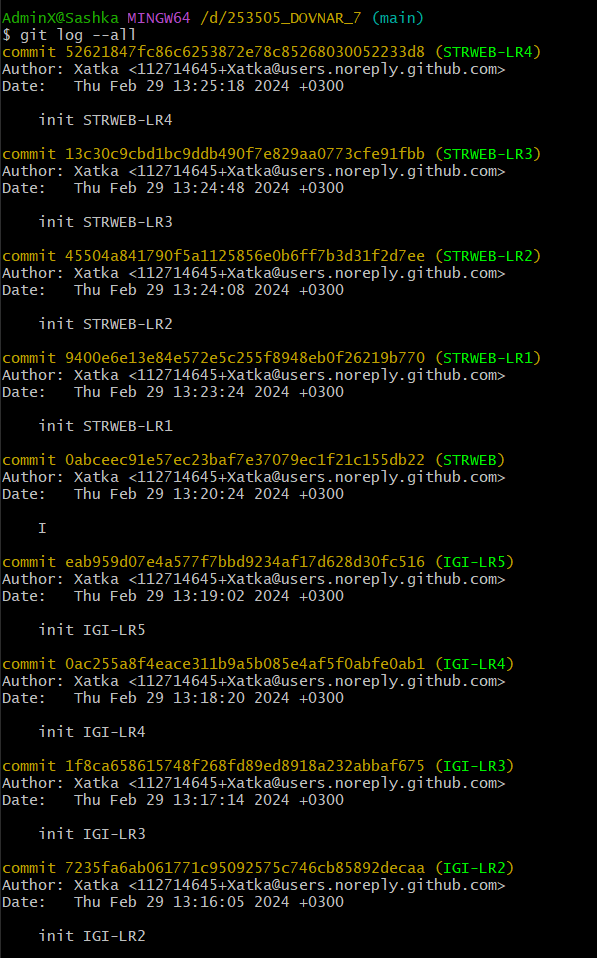 AdminX@Sashka MINGW64 /d/253505_DOVNAR_7 (main)
$ git log --all
commit 52621847fc86c6253872e78c85268030052233d8 (STRWEB-LR4)
Author: Xatka <112714645+Xatka@users.noreply.github.com>
Date:   Thu Feb 29 13:25:18 2024 +0300

    init STRWEB-LR4

commit 13c30c9cbd1bc9ddb490f7e829aa0773cfe91fbb (STRWEB-LR3)
Author: Xatka <112714645+Xatka@users.noreply.github.com>
Date:   Thu Feb 29 13:24:48 2024 +0300

    init STRWEB-LR3

commit 45504a841790f5a1125856e0b6ff7b3d31f2d7ee (STRWEB-LR2)
Author: Xatka <112714645+Xatka@users.noreply.github.com>
Date:   Thu Feb 29 13:24:08 2024 +0300

    init STRWEB-LR2

commit 9400e6e13e84e572e5c255f8948eb0f26219b770 (STRWEB-LR1)
Author: Xatka <112714645+Xatka@users.noreply.github.com>
Date:   Thu Feb 29 13:23:24 2024 +0300

    init STRWEB-LR1

commit 0abceec91e57ec23baf7e37079ec1f21c155db22 (STRWEB)
Author: Xatka <112714645+Xatka@users.noreply.github.com>
Date:   Thu Feb 29 13:20:24 2024 +0300

    I

commit eab959d07e4a577f7bbd9234af17d628d30fc516 (IGI-LR5)
Author: Xatka <112714645+Xatka@users.noreply.github.com>
Date:   Thu Feb 29 13:19:02 2024 +0300

    init IGI-LR5

commit 0ac255a8f4eace311b9a5b085e4af5f0abfe0ab1 (IGI-LR4)
Author: Xatka <112714645+Xatka@users.noreply.github.com>
Date:   Thu Feb 29 13:18:20 2024 +0300

    init IGI-LR4

commit 1f8ca658615748f268fd89ed8918a232abbaf675 (IGI-LR3)
Author: Xatka <112714645+Xatka@users.noreply.github.com>
Date:   Thu Feb 29 13:17:14 2024 +0300

    init IGI-LR3

commit 7235fa6ab061771c95092575c746cb85892decaa (IGI-LR2)
Author: Xatka <112714645+Xatka@users.noreply.github.com>
Date:   Thu Feb 29 13:16:05 2024 +0300

    init IGI-LR2